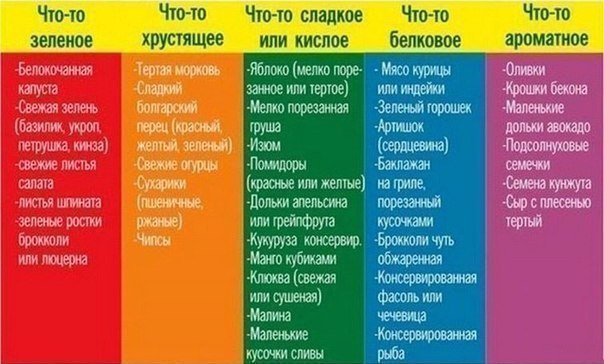 Что-то
зеленое
-Белокочанная
капуста
-Свежая зелень
(базилик, укроп,
петрушка, кинза)
-свежие листья
салата
-листья шпината
-зеленые ростки
брокколи
или люцерна
Что-то
хрустящее
-Тертая морковь
-Сладкий
болгарский
перец (красный,
желтый, зеленый)
-Свежие огурцы
-Сухарики
(пшеничные,
ржаные)
-Чипсы
Что-то сладкое
или кислое
-Яблоко (мелко поре-
занное или тертое)
-Мелко порезанная
груша
-Изюм
-Помидоры
(красные или желтые)
-Дольки апельсина
или грейпфрута
-Кукуруза консервир.
-Манго кубиками
-Клюква (свежая
или сушеная)
-Малина
-Маленькие
кусочки сливы
Что-то
белковое
- Мясо курицы
или индейки
-Зеленый горошек
-Артишок
(сердцевина)
-Баклажан
на гриле,
порезанный
кусочками
-Брокколи чуть
обжаренная
-Консервированная
фасоль или
чечевица
-Консервированная
рыба
Что-то
ароматное
-Оливки
-Крошки бекона
-Маленькие
дольки авокадо
-Подсолнуховые
семечки
-Семена кунжута
-Сыр с плесенью
тертый